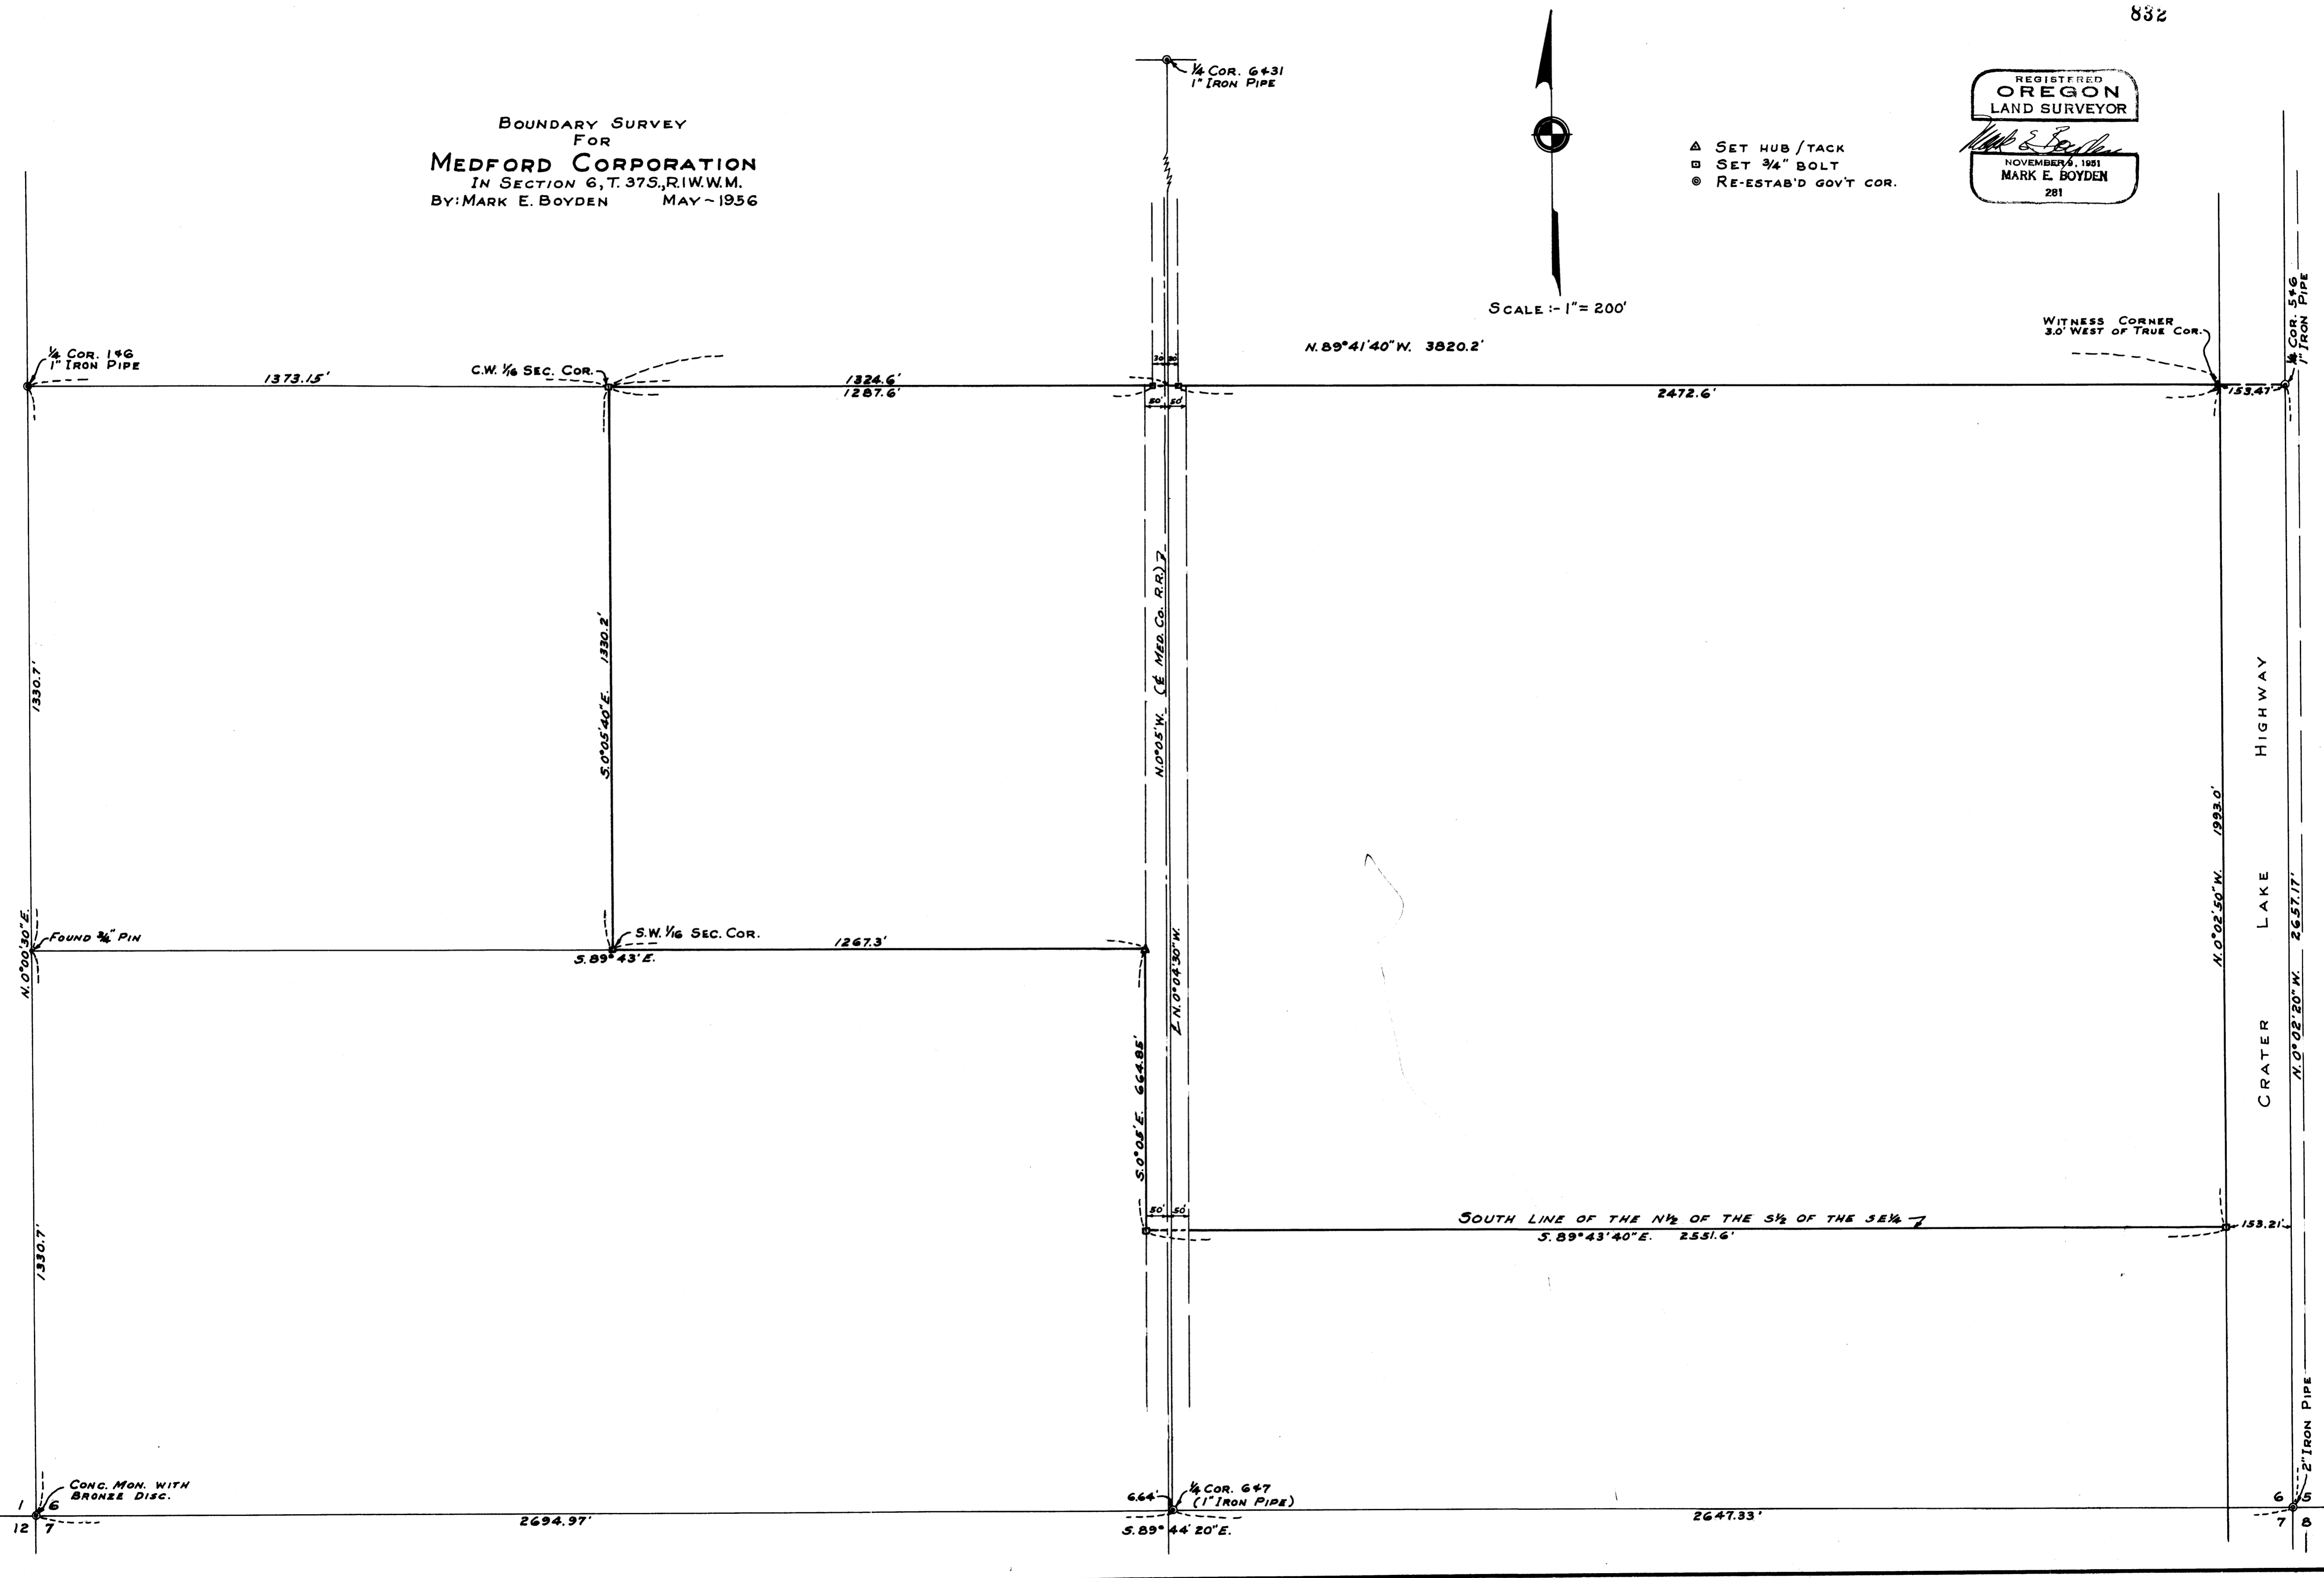 832
1/4 COR. 6 & 31
1" IRON PIPE
BOUNDARY SURVEY
FOR
MEDFORD CORPORATION
IN SECTION 6, T. 37S., R.1W. W.M.
BY: MARK E. BOYDEN MAY ~ 1956
△ SET HUB / TACK
⊡ SET 3/4" BOLT
◎ RE-ESTAB'D GOV'T COR.
REGISTERED
OREGON
LAND SURVEYOR
Mark E. Boyden
NOVEMBER 9, 1951
MARK E. BOYDEN
281
SCALE :- 1" = 200'
1/4 COR. 5 & 6
1" IRON PIPE
WITNESS CORNER
3.0' WEST OF TRUE COR.
N. 89° 41' 40" W. 3820.2'
1/4 COR. 1 & 6
1" IRON PIPE
1373.15'
C.W. 1/16 SEC. COR.
1324.6'
1287.6'
30' 30'
50' 50'
2472.6'
153.47'
1330.7'
S. 0° 05' 40" E. 1330.2'
N. 0° 05' W. (℄ MED. CO. R.R.)
N. 0° 02' 50" W. 1993.0'
CRATER LAKE HIGHWAY
N. 0° 02' 20" W. 2657.17'
N. 0° 00' 30" E.
FOUND 3/4" PIN
S.W. 1/16 SEC. COR.
1267.3'
S. 89° 43' E.
N. 0° 04' 30" W.
S. 0° 05' E. 664.85'
1330.7'
50' 50'
SOUTH LINE OF THE N 1/2 OF THE S 1/2 OF THE SE 1/4
S. 89° 43' 40" E. 2551.6'
153.21'
2" IRON PIPE
CONC. MON. WITH
BRONZE DISC.
1 6
12 7
2694.97'
6.64'
1/4 COR. 6 & 7
(1" IRON PIPE)
S. 89° 44' 20" E.
2647.33'
6 5
7 8